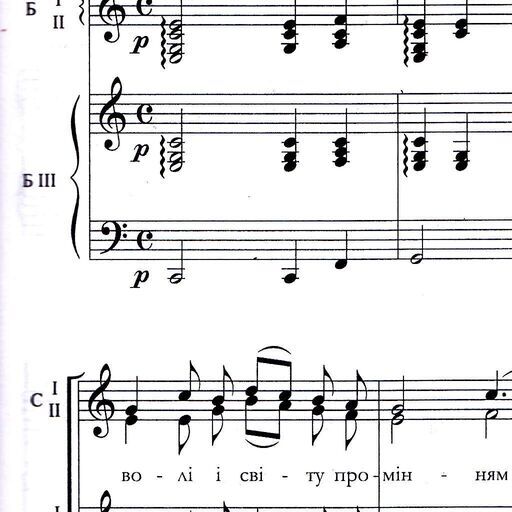 Б I
II
p
Б III
p
p
С I
II
во - лі і сві - ту про - мін - ням
I